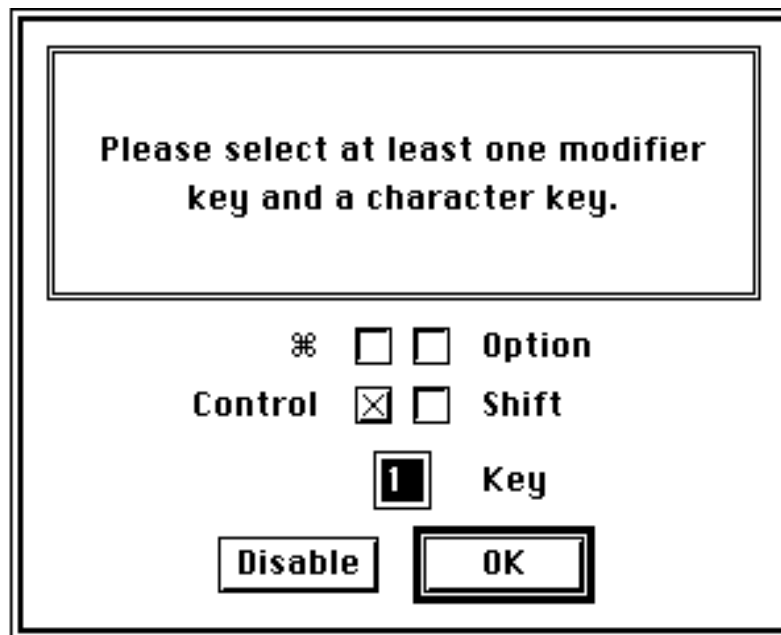 Please select at least one modifier
key and a character key.
⌘ Option
Control Shift
1 Key
Disable OK